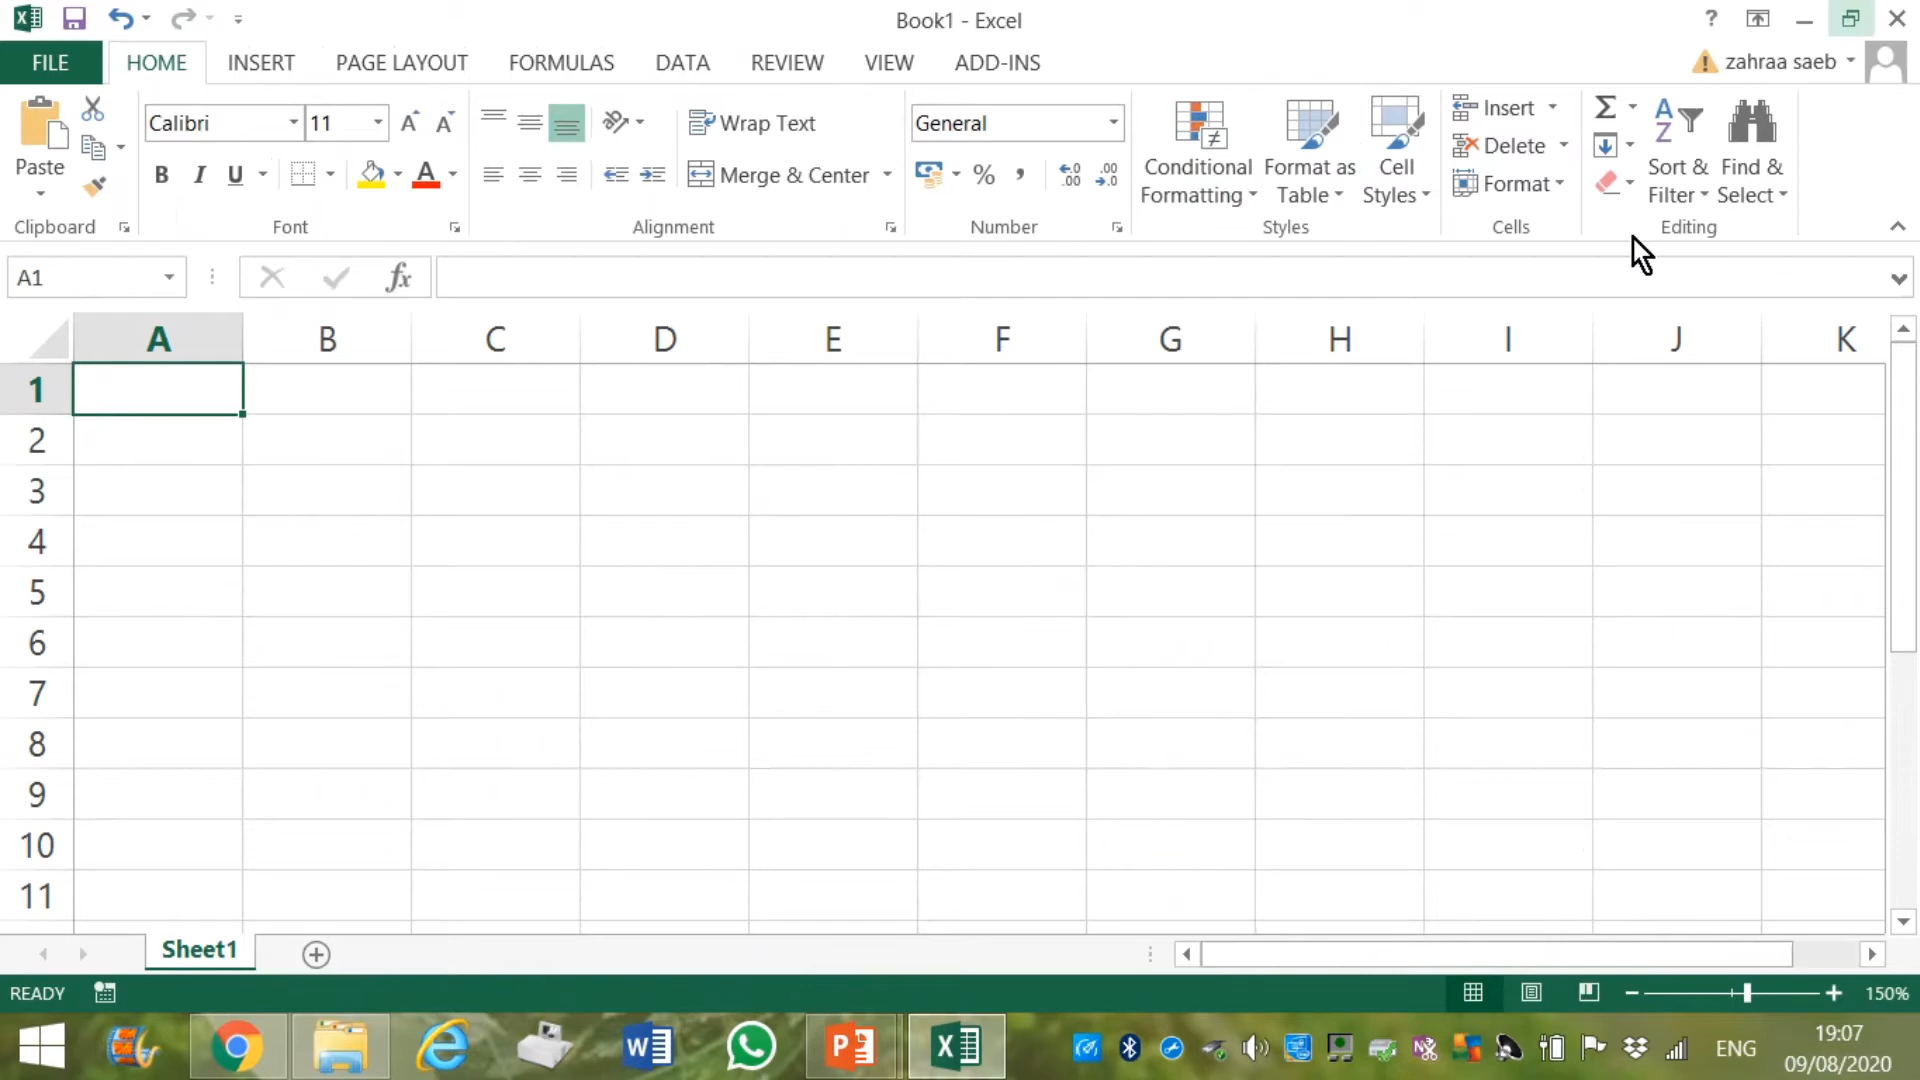 Book1 - Excel
FILE HOME INSERT PAGE LAYOUT FORMULAS DATA REVIEW VIEW ADD-INS zahraa saeb
Paste
Clipboard
Calibri 11
B I U A
Font
Wrap Text
Merge & Center
Alignment
General
% ,
Number
Conditional Formatting
Format as Table
Cell Styles
Styles
Insert
Delete
Format
Cells
Σ
Sort & Filter
Find & Select
Editing
A1 fx
A B C D E F G H I J K
1
2
3
4
5
6
7
8
9
10
11
Sheet1
READY 150%
ENG 19:07
09/08/2020